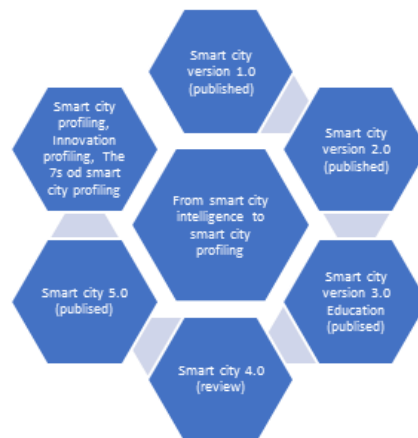 Smart city
version 1.0
(published)
Smart city
version 2.0
(published)
Smart city
version 3.0
Education
(publised)
Smart city 4.0
(review)
Smart city 5.0
(publised)
Smart city
profiling,
Innovation
profiling, The
7s od smart
city profiling
From smart city
intelligence to
smart city
profiling